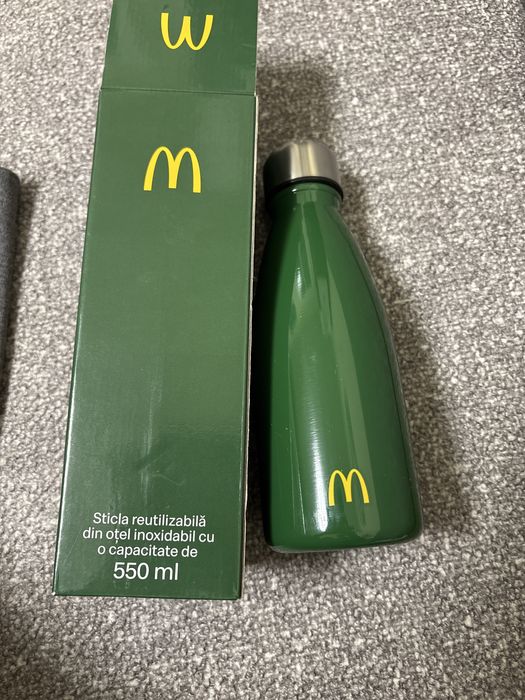 M
M
M
Sticla reutilizabilă
din oțel inoxidabil cu
o capacitate de
550 ml